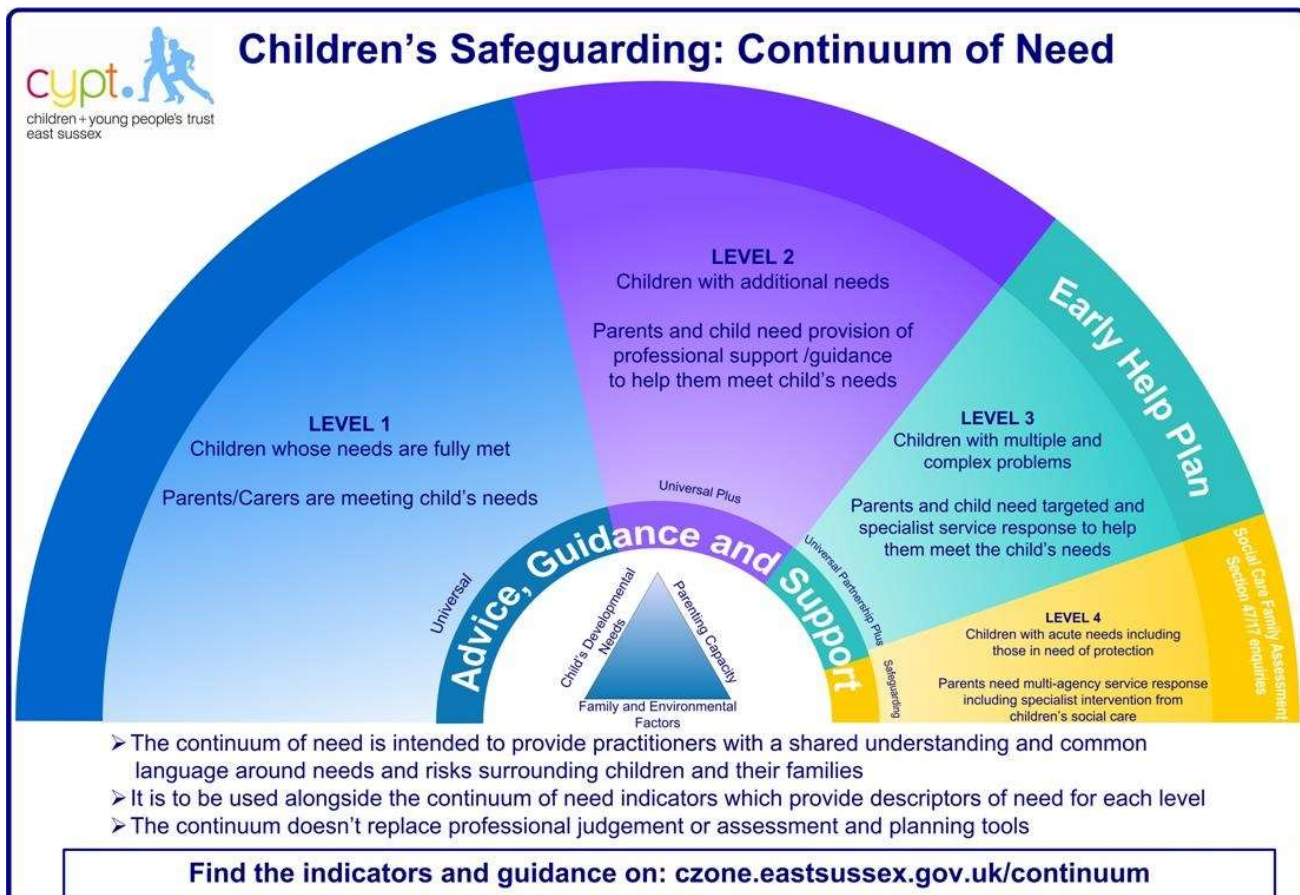 Children's Safeguarding: Continuum of Need
cypt.
children + young people's trust
east sussex
LEVEL 1
Children whose needs are fully met
Parents/Carers are meeting child's needs
LEVEL 2
Children with additional needs
Parents and child need provision of
professional support /guidance
to help them meet child's needs
Early Help Plan
LEVEL 3
Children with multiple and
complex problems
Parents and child need targeted and
specialist service response to help
them meet the child's needs
Social Care Family Assessment
Section 47/17 enquiries
LEVEL 4
Children with acute needs including
those in need of protection
Parents need multi-agency service response
including specialist intervention from
children's social care
Universal
Universal Plus
Universal Partnership Plus
Safeguarding
Advice, Guidance and Support
Child's Developmental
Needs
Parenting Capacity
Family and Environmental
Factors
➢ The continuum of need is intended to provide practitioners with a shared understanding and common
language around needs and risks surrounding children and their families
➢ It is to be used alongside the continuum of need indicators which provide descriptors of need for each level
➢ The continuum doesn't replace professional judgement or assessment and planning tools
Find the indicators and guidance on: czone.eastsussex.gov.uk/continuum